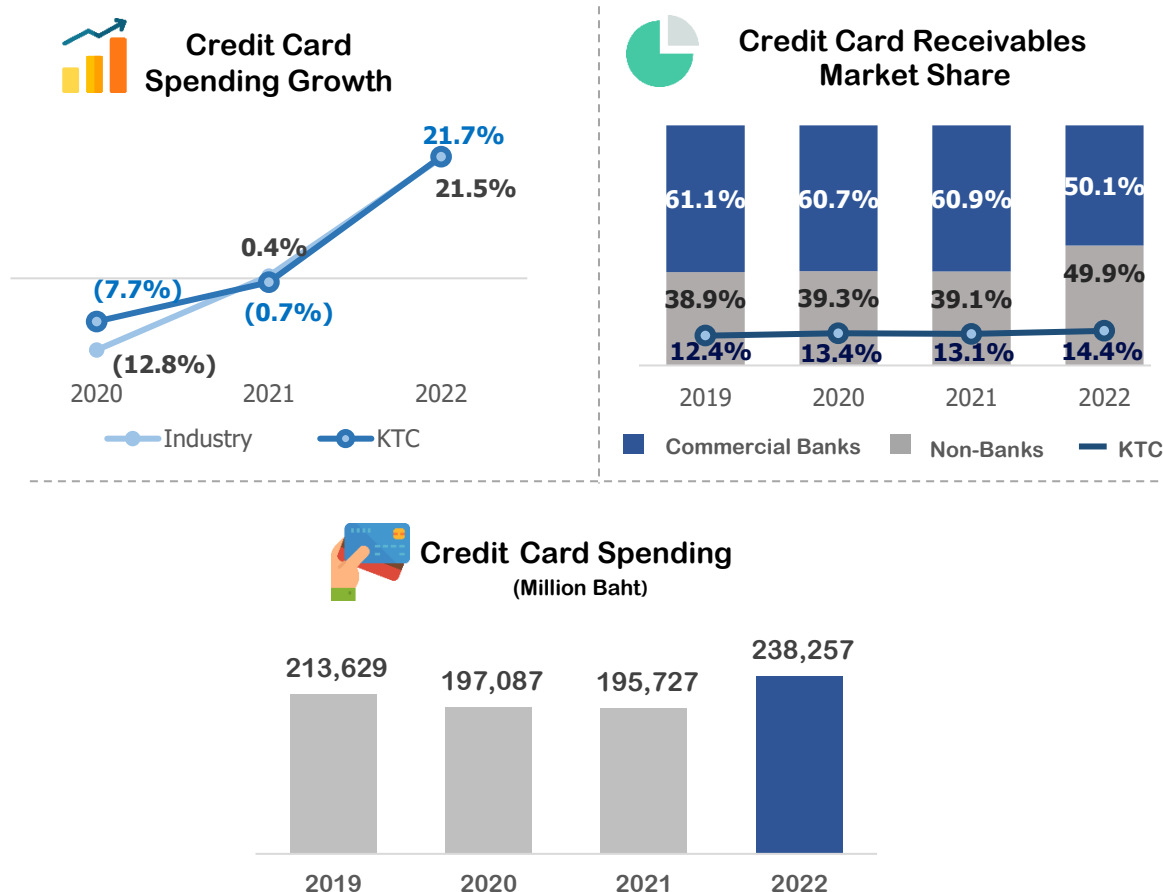 Credit Card
Spending Growth
21.7%
21.5%
0.4%
(7.7%)
(0.7%)
(12.8%)
2020 2021 2022
Industry KTC
Credit Card Receivables
Market Share
61.1% 60.7% 60.9% 50.1%
38.9% 39.3% 39.1% 49.9%
12.4% 13.4% 13.1% 14.4%
2019 2020 2021 2022
Commercial Banks Non-Banks KTC
Credit Card Spending
(Million Baht)
213,629 197,087 195,727 238,257
2019 2020 2021 2022